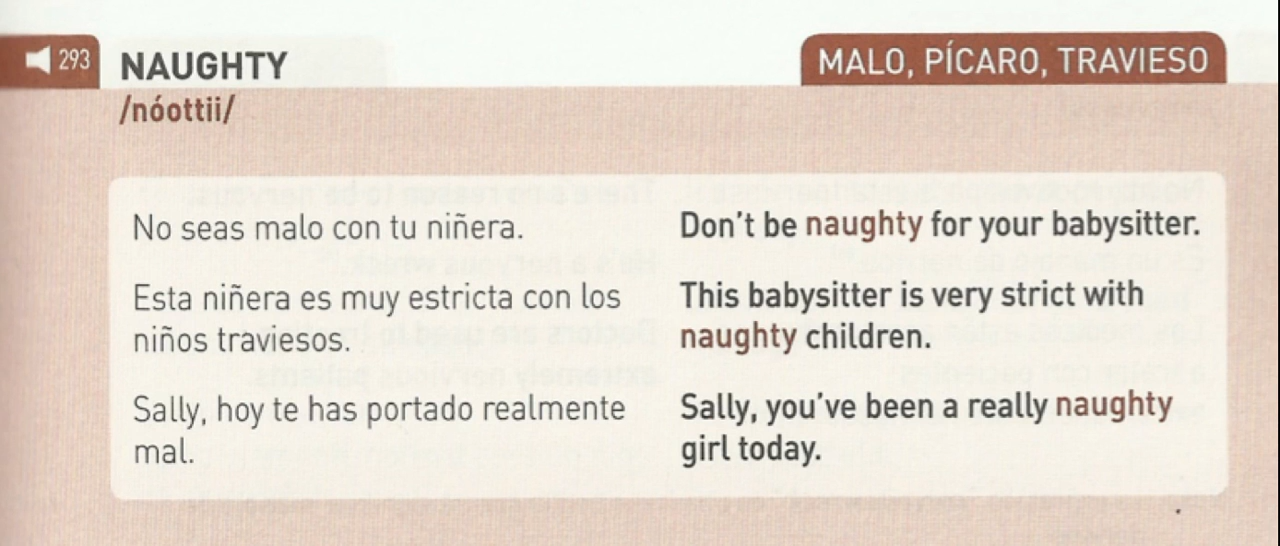 293 NAUGHTY
MALO, PÍCARO, TRAVIESO
/nóottii/
No seas malo con tu niñera.
Don't be naughty for your babysitter.
Esta niñera es muy estricta con los
niños traviesos.
This babysitter is very strict with
naughty children.
Sally, hoy te has portado realmente
mal.
Sally, you've been a really naughty
girl today.